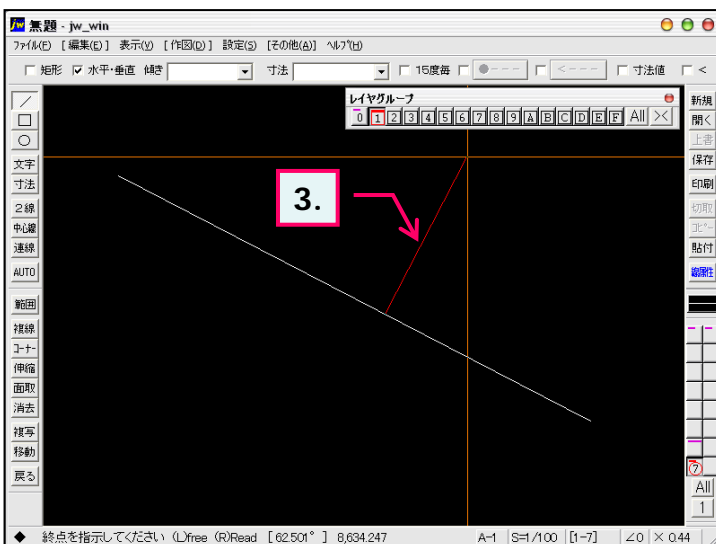 無題 - jw_win
ファイル(F) [編集(E)] 表示(V) [作図(D)] 設定(S) [その他(A)] ヘルプ(H)
矩形 水平・垂直 傾き 寸法 15度毎 ●--- <--- 寸法値 <
レイヤグループ
0 1 2 3 4 5 6 7 8 9 A B C D E F All ><
文字
寸法
2線
中心線
連線
AUTO
範囲
複線
コーナー
伸縮
面取
消去
複写
移動
戻る
3.
新規
開く
上書
保存
印刷
切取
コピー
貼付
線属性
7
All
1
◆ 終点を指示してください (L)free (R)Read [62.501°] 8,634.247 A-1 S=1/100 [1-7] ∠0 × 0.44